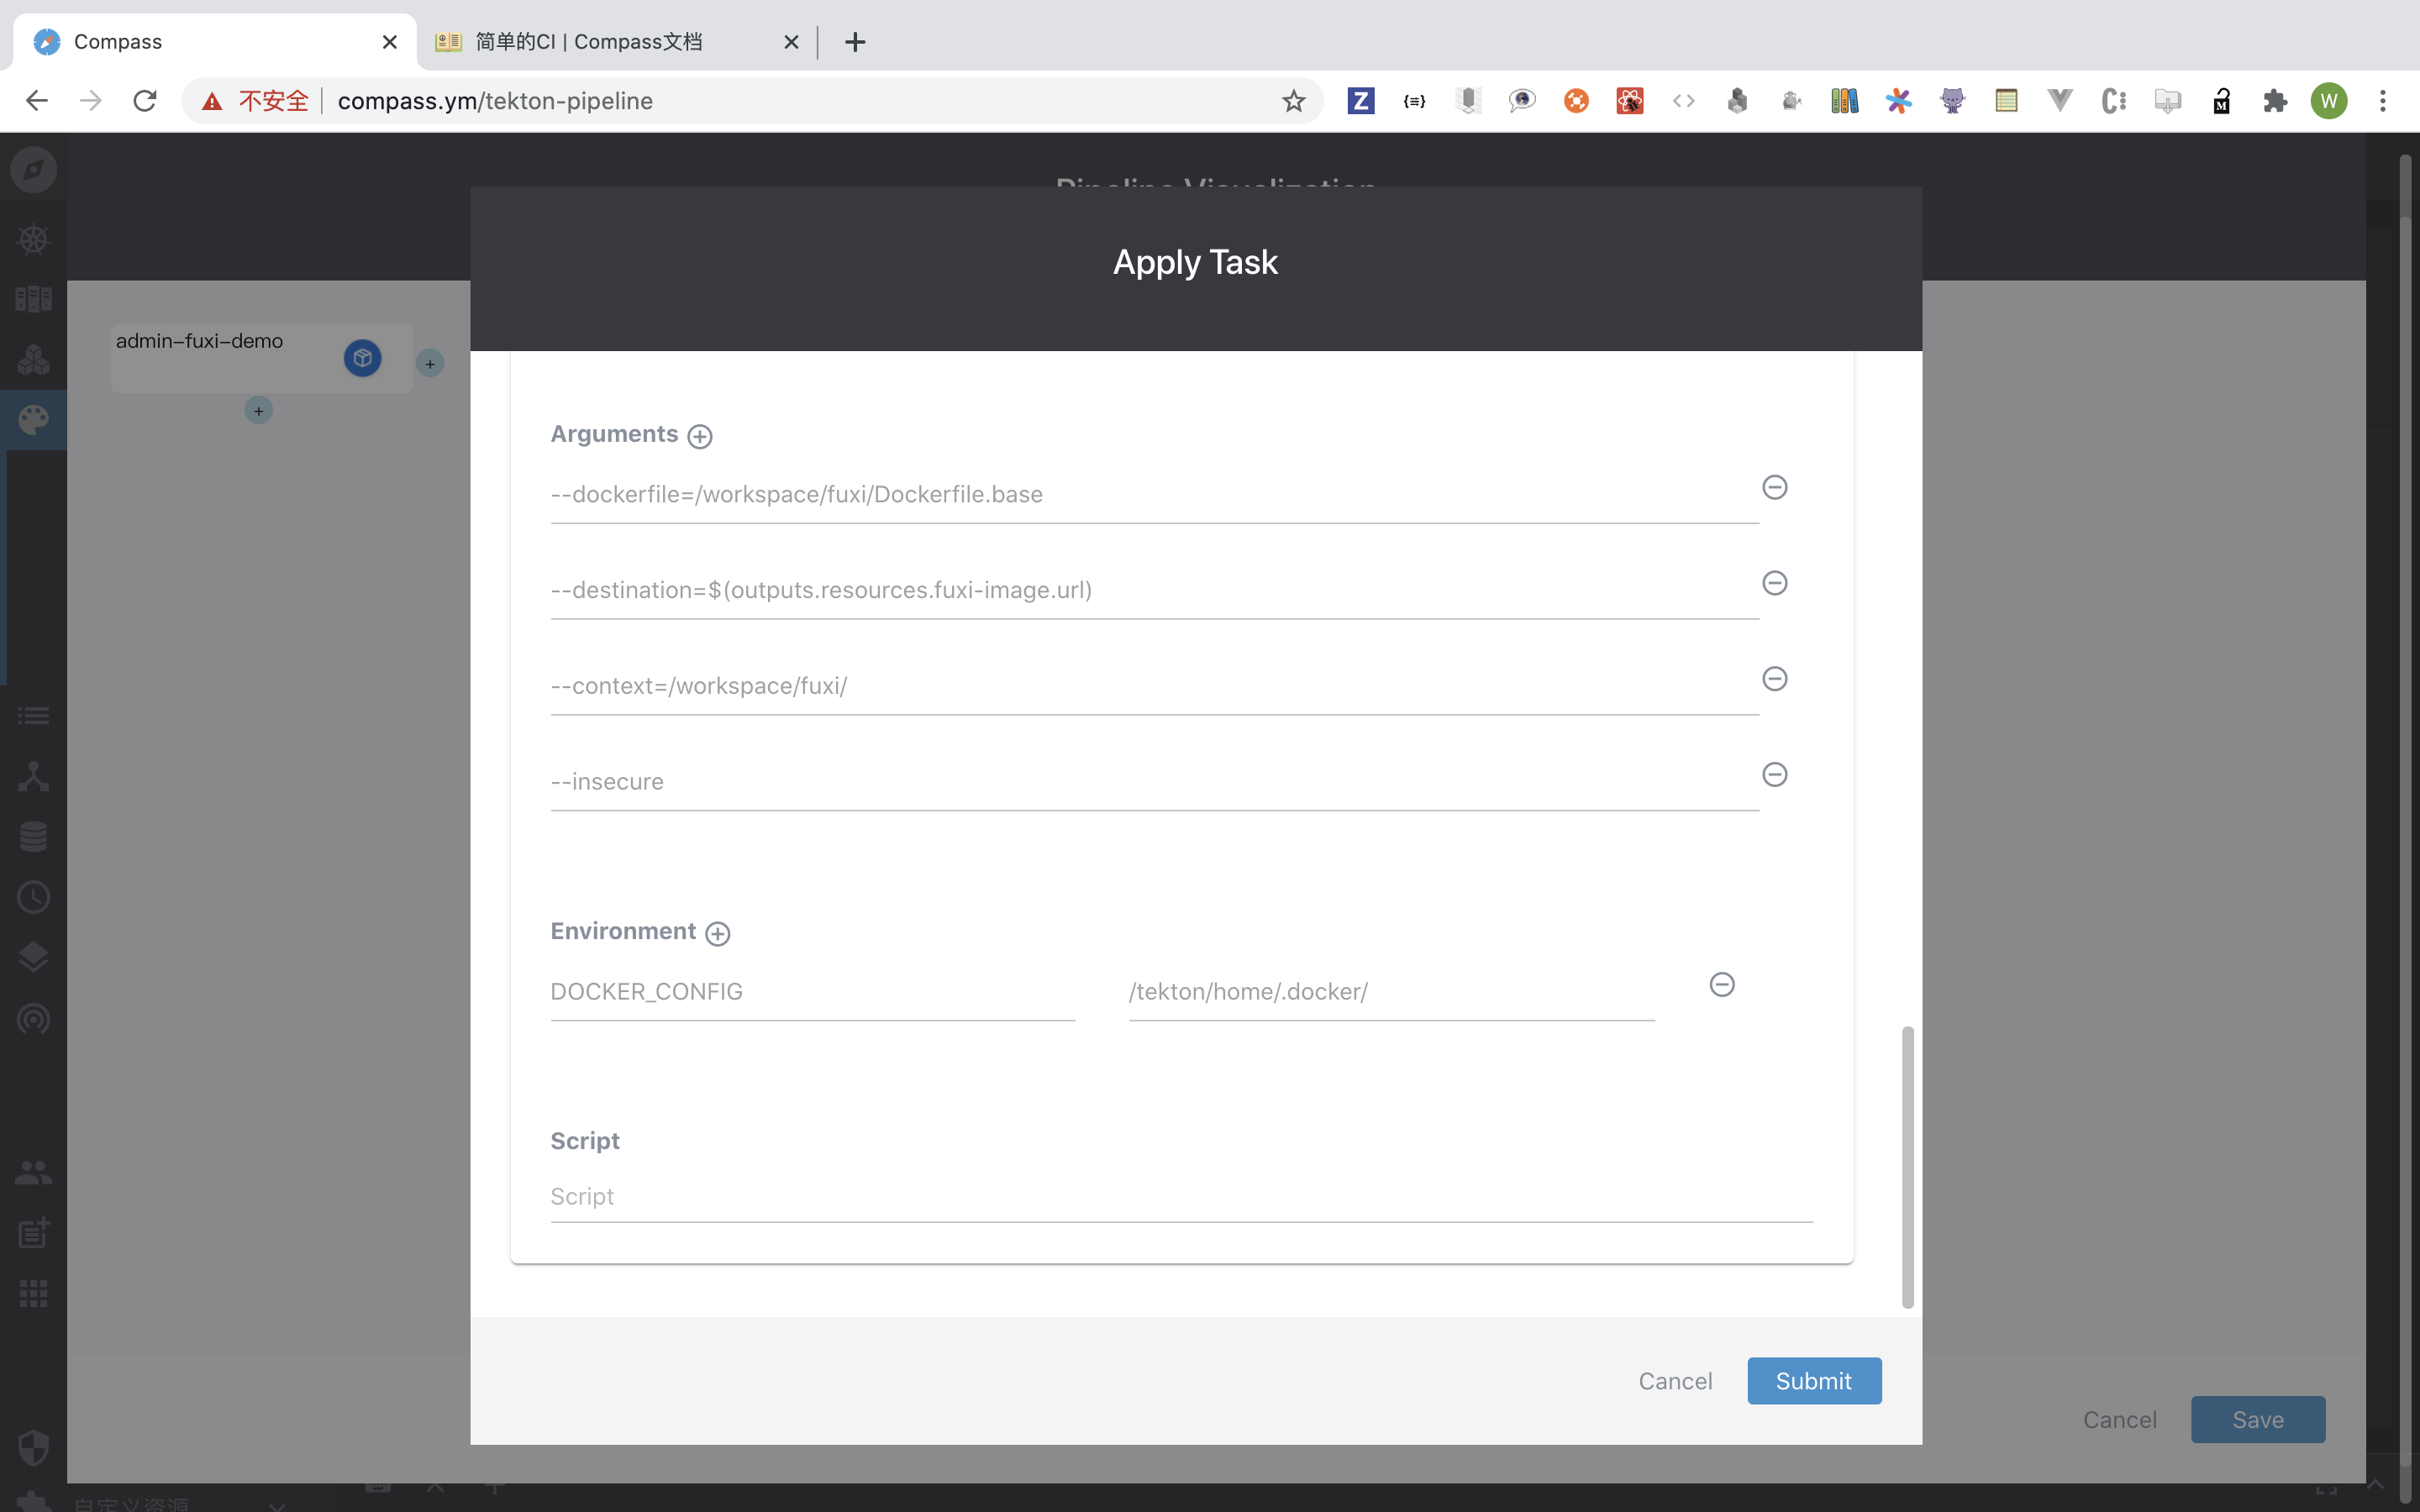 Compass
简单的CI | Compass文档
不安全
compass.ym/tekton-pipeline
Z
W
Pipeline Visualization
Apply Task
admin-fuxi-demo
Arguments
--dockerfile=/workspace/fuxi/Dockerfile.base
--destination=$(outputs.resources.fuxi-image.url)
--context=/workspace/fuxi/
--insecure
Environment
DOCKER_CONFIG
/tekton/home/.docker/
Script
Script
Cancel
Submit
Cancel
Save
自定义资源